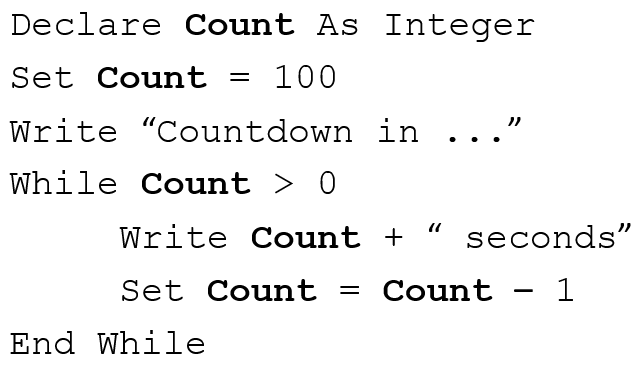 Declare Count As Integer
Set Count = 100
Write “Countdown in ...”
While Count > 0
Write Count + “ seconds”
Set Count = Count – 1
End While